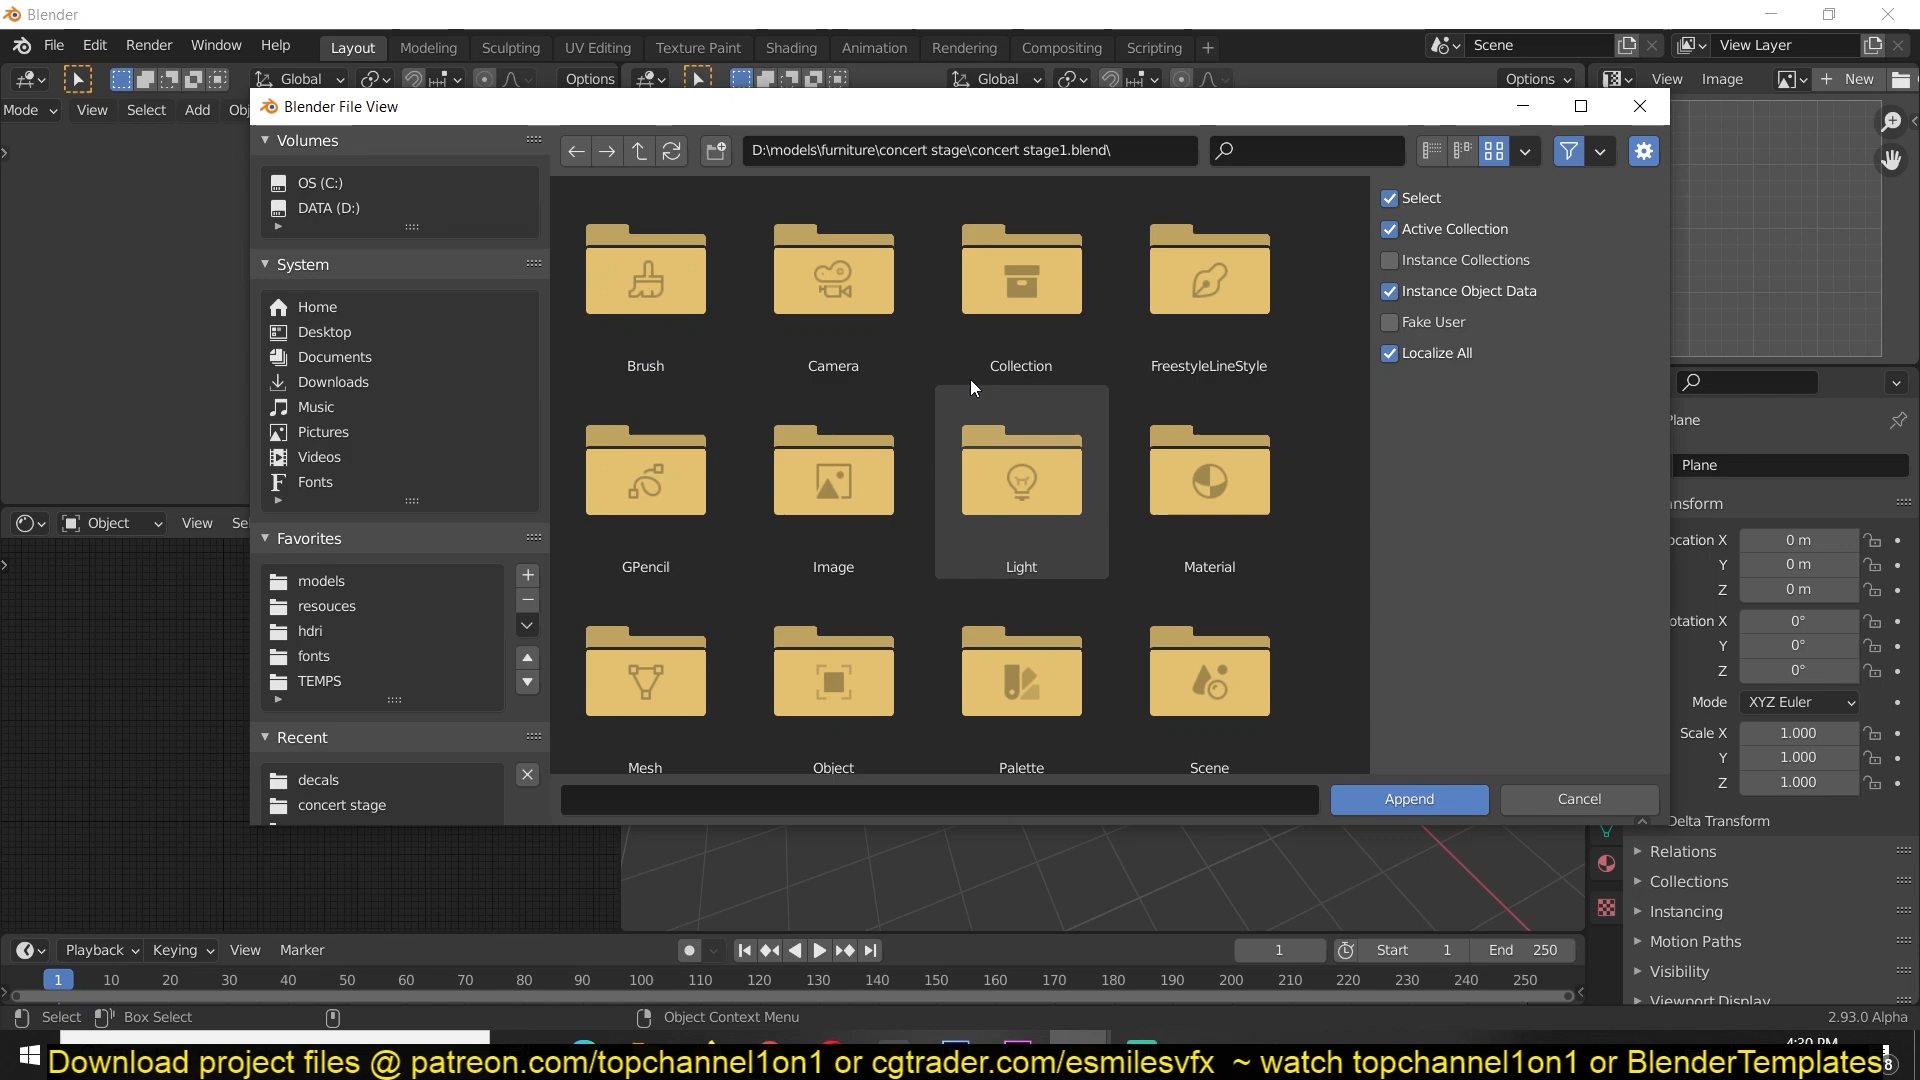 Blender
File Edit Render Window Help Layout Modeling Sculpting UV Editing Texture Paint Shading Animation Rendering Compositing Scripting + Scene View Layer
Global Options Global Options View Image + New
Mode View Select Add Obj
Blender File View
Volumes
OS (C:)
DATA (D:)
System
Home
Desktop
Documents
Downloads
Music
Pictures
Videos
Fonts
Favorites
models
resouces
hdri
fonts
TEMPS
Recent
decals
concert stage
D:\models\furniture\concert stage\concert stage1.blend\
Brush Camera Collection FreestyleLineStyle
GPencil Image Light Material
Mesh Object Palette Scene
Select
Active Collection
Instance Collections
Instance Object Data
Fake User
Localize All
Append Cancel
Object View Se
Plane
Plane
ansform
ocation X 0 m
Y 0 m
Z 0 m
otation X 0°
Y 0°
Z 0°
Mode XYZ Euler
Scale X 1.000
Y 1.000
Z 1.000
Delta Transform
Relations
Collections
Instancing
Motion Paths
Visibility
Viewport Display
Playback Keying View Marker 1 Start 1 End 250
1 10 20 30 40 50 60 70 80 90 100 110 120 130 140 150 160 170 180 190 200 210 220 230 240 250
Select Box Select Object Context Menu 2.93.0 Alpha
4:30 PM
Download project files @ patreon.com/topchannel1on1 or cgtrader.com/esmilesvfx ~ watch topchannel1on1 or BlenderTemplates
8